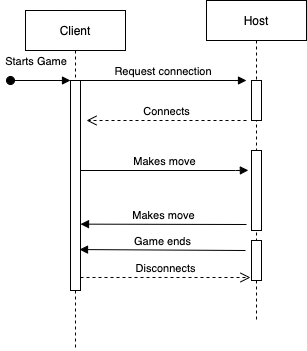 Client
Host
Starts Game
Request connection
Connects
Makes move
Makes move
Game ends
Disconnects